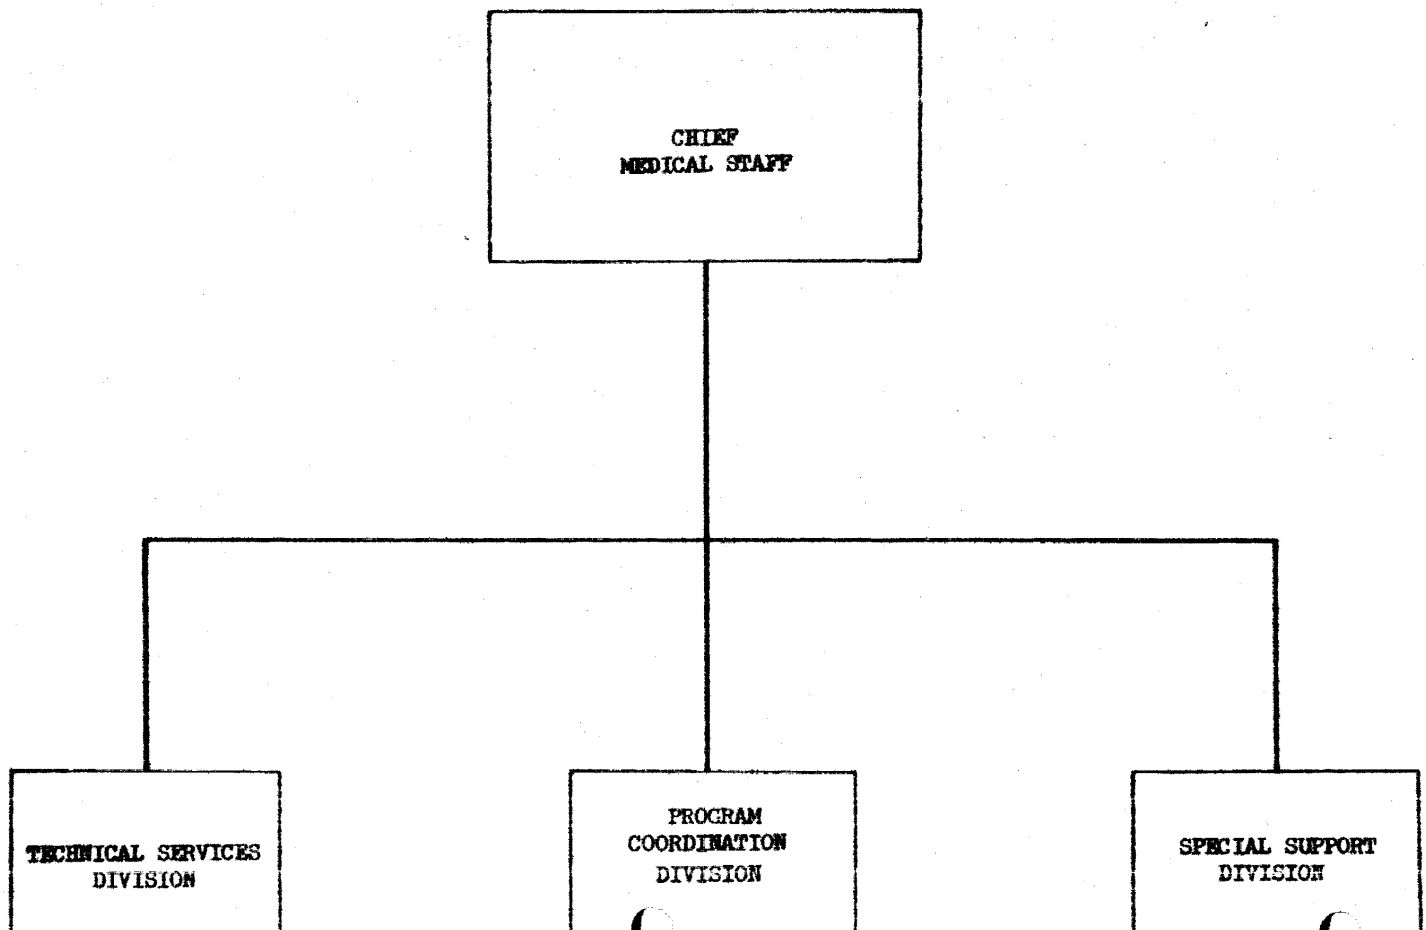 CHIEF
MEDICAL STAFF
TECHNICAL SERVICES
DIVISION
PROGRAM
COORDINATION
DIVISION
SPECIAL SUPPORT
DIVISION